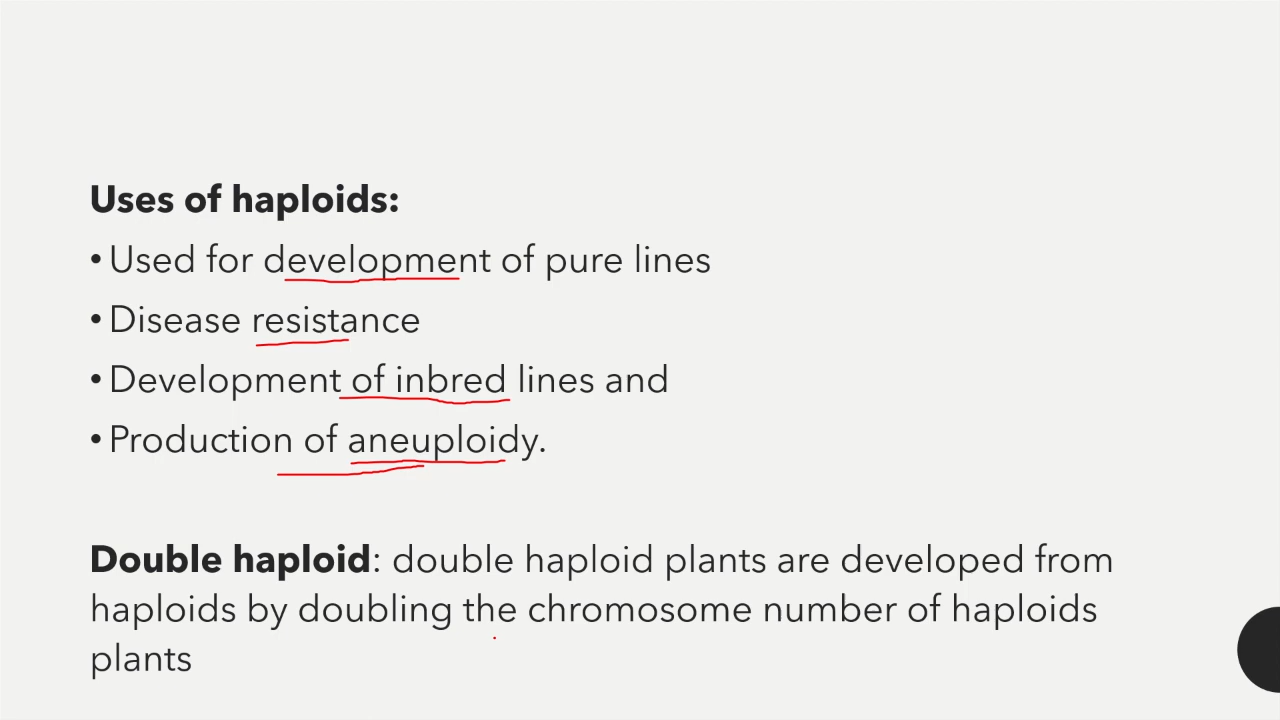 Uses of haploids:
•Used for development of pure lines
•Disease resistance
•Development of inbred lines and
•Production of aneuploidy.
Double haploid: double haploid plants are developed from
haploids by doubling the chromosome number of haploids
plants